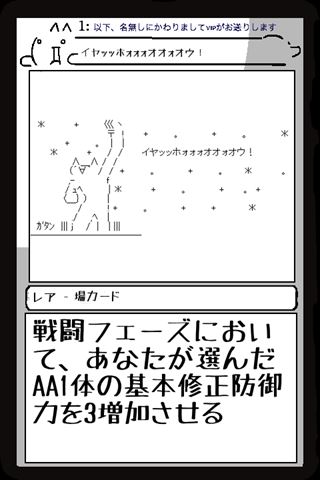 1: 以下、名無しにかわりましてVIPがお送りします
イヤッッホォォォオオォオウ！
イヤッッホォォォオオォオウ！
ガタン
レア － 場カード
戦闘フェーズにおい
て、あなたが選んだ
AA1体の基本修正防御
力を3増加させる